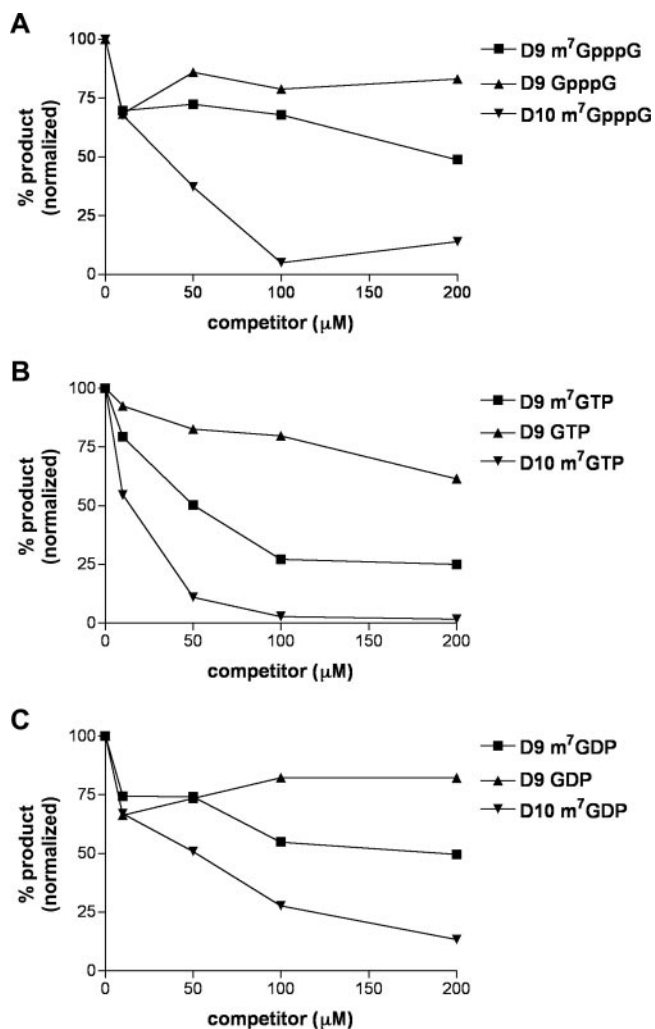 A
% product
(normalized)
100
75
50
25
0
0 50 100 150 200
competitor (μM)
D9 m⁷GpppG
D9 GpppG
D10 m⁷GpppG
B
% product
(normalized)
100
75
50
25
0
0 50 100 150 200
competitor (μM)
D9 m⁷GTP
D9 GTP
D10 m⁷GTP
C
% product
(normalized)
100
75
50
25
0
0 50 100 150 200
competitor (μM)
D9 m⁷GDP
D9 GDP
D10 m⁷GDP